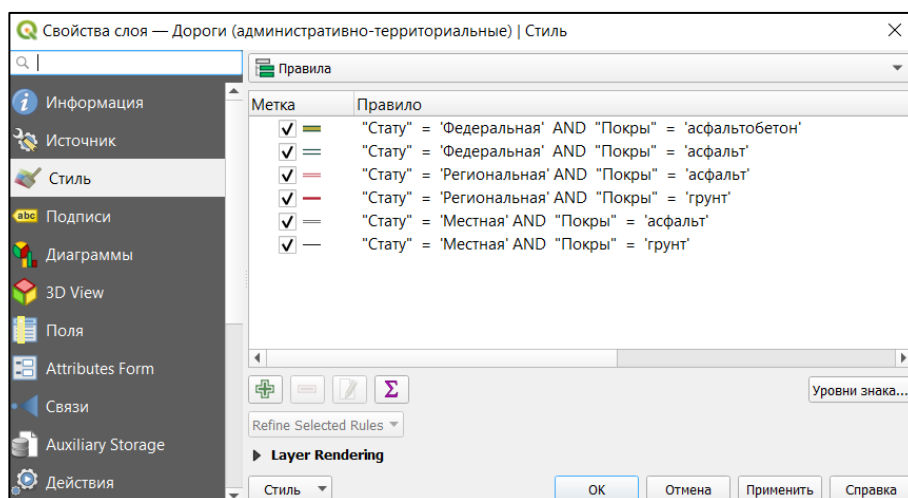 Свойства слоя — Дороги (административно-территориальные) | Стиль
Правила
Информация
Источник
Стиль
abc Подписи
Диаграммы
3D View
Поля
Attributes Form
Связи
Auxiliary Storage
Действия
Метка Правило
"Стату" = 'Федеральная' AND "Покры" = 'асфальтобетон'
"Стату" = 'Федеральная' AND "Покры" = 'асфальт'
"Стату" = 'Региональная' AND "Покры" = 'асфальт'
"Стату" = 'Региональная' AND "Покры" = 'грунт'
"Стату" = 'Местная' AND "Покры" = 'асфальт'
"Стату" = 'Местная' AND "Покры" = 'грунт'
Σ
Уровни знака...
Refine Selected Rules
Layer Rendering
Стиль OK Отмена Применить Справка